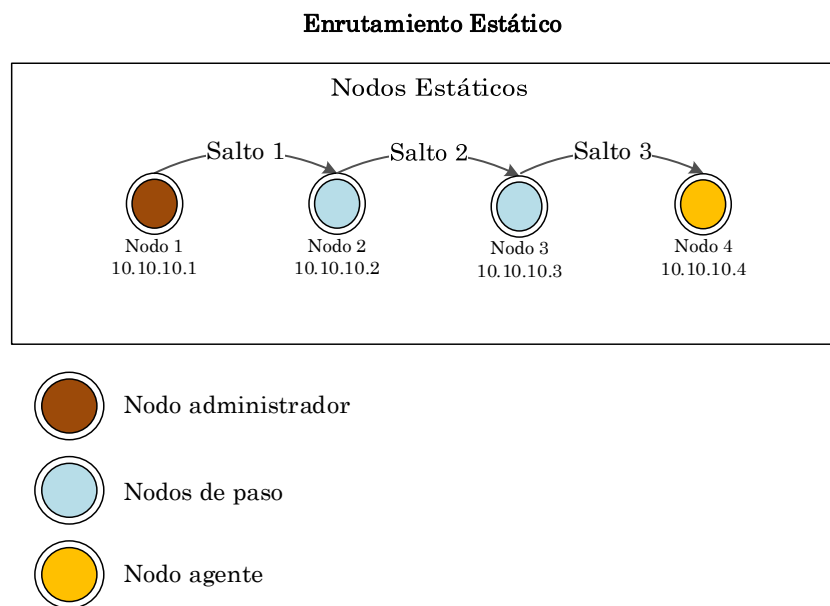 Enrutamiento Estático
Nodos Estáticos
Salto 1
Salto 2
Salto 3
Nodo 1
10.10.10.1
Nodo 2
10.10.10.2
Nodo 3
10.10.10.3
Nodo 4
10.10.10.4
Nodo administrador
Nodos de paso
Nodo agente